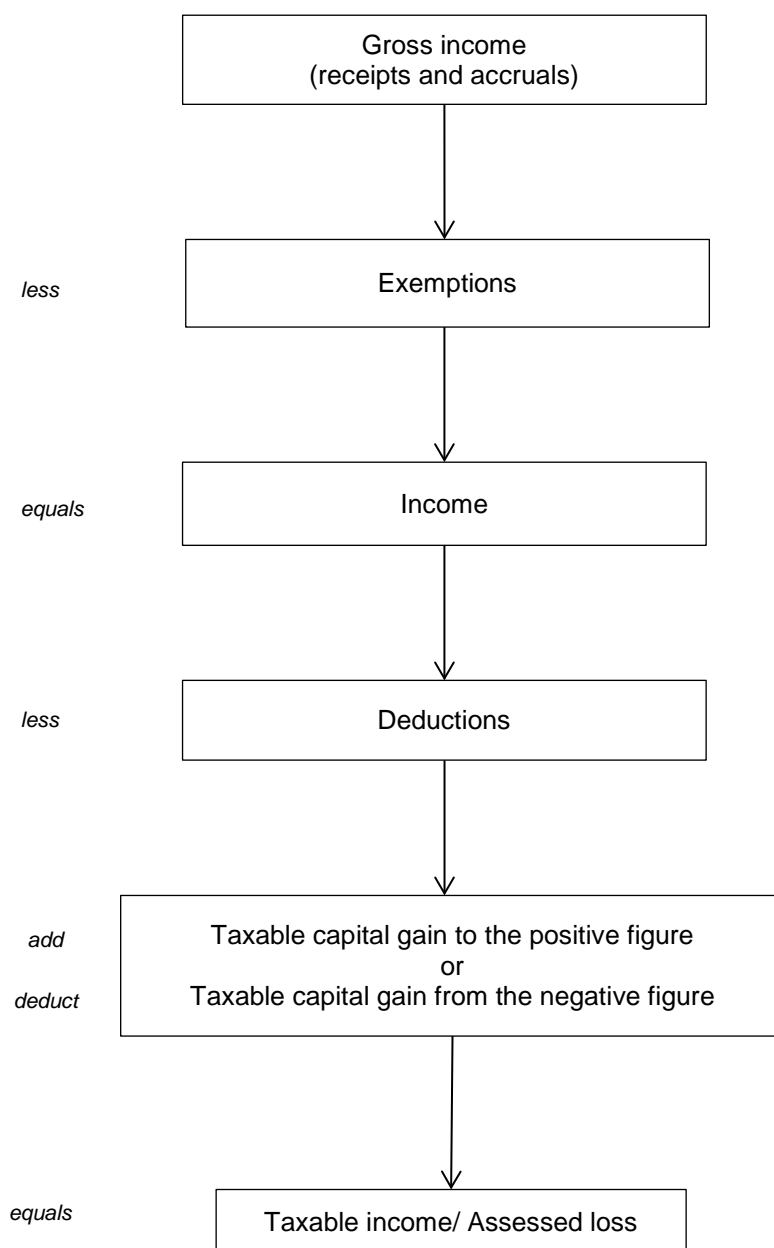 Gross income
(receipts and accruals)
less
Exemptions
equals
Income
less
Deductions
add
Taxable capital gain to the positive figure
or
deduct
Taxable capital gain from the negative figure
equals
Taxable income/ Assessed loss